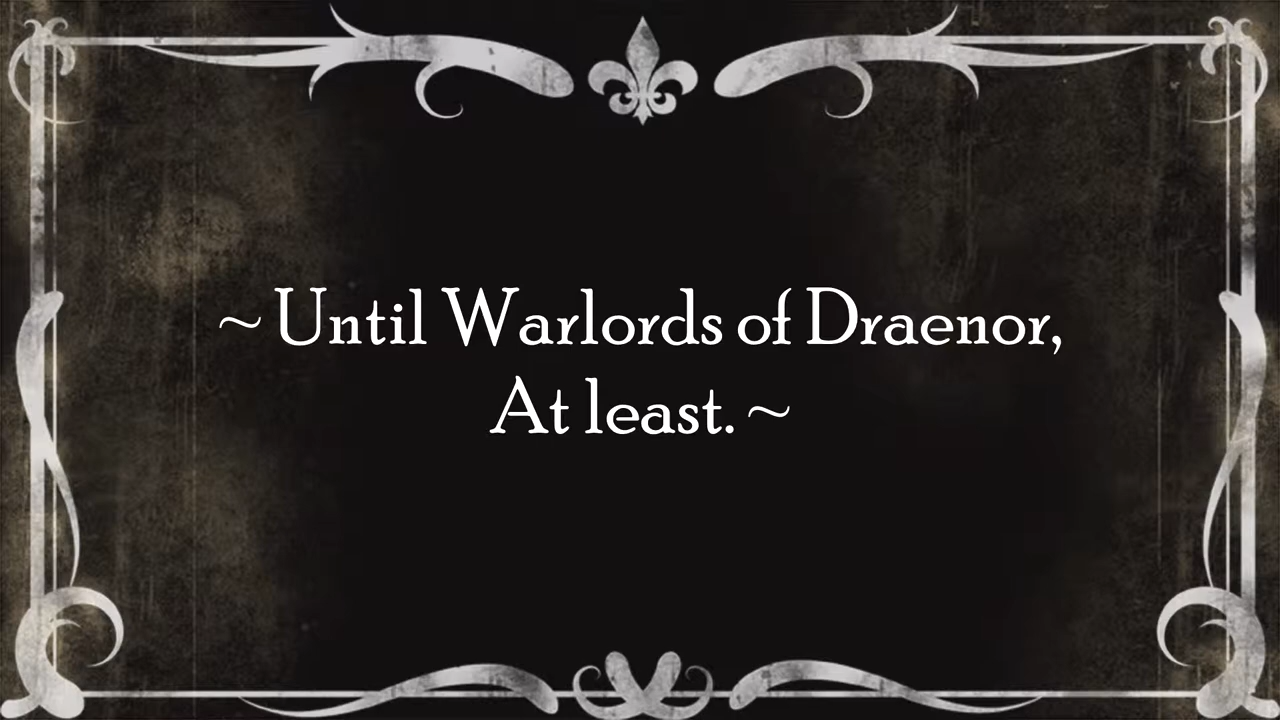 ~ Until Warlords of Draenor,
At least. ~